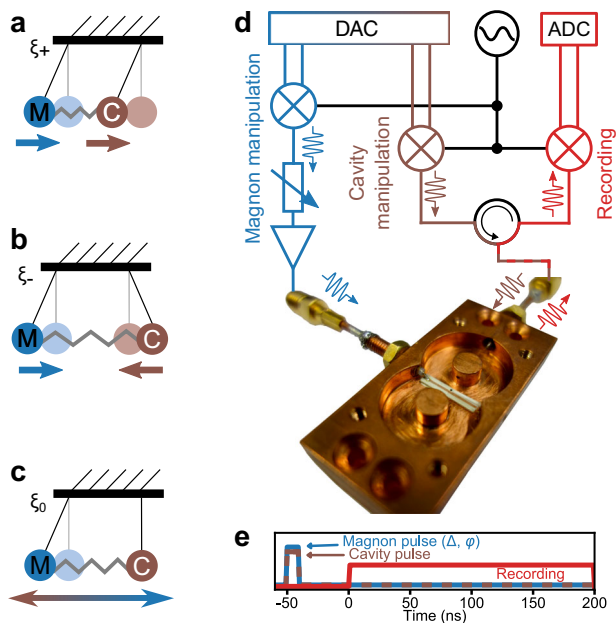 a
ξ+
M
C
b
ξ-
M
C
c
ξ0
M
C
d
DAC
ADC
Magnon manipulation
Cavity
manipulation
Recording
e
Magnon pulse (Δ, φ)
Cavity pulse
Recording
-50 0 50 100 150 200
Time (ns)